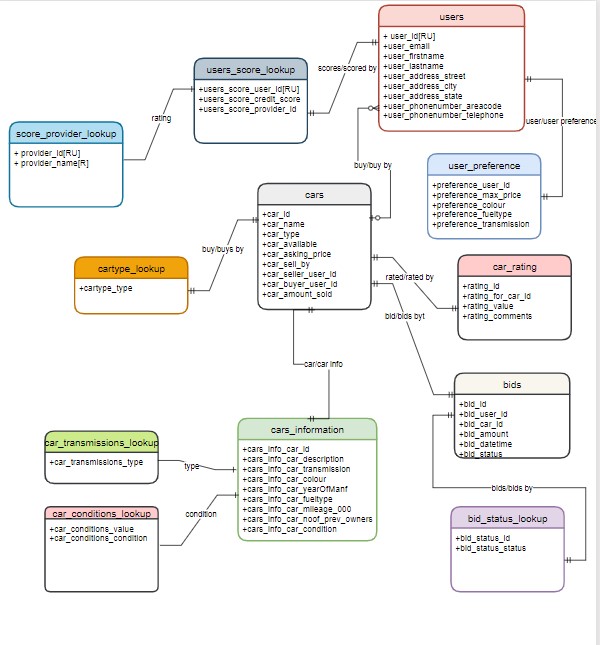 users
+ user_id[RU]
+user_email
+user_firstname
+user_lastname
+user_address_street
+user_address_city
+user_address_state
+user_phonenumber_areacode
+user_phonenumber_telephone
users_score_lookup
+users_score_user_id[RU]
+users_score_credit_score
+users_score_provider_id
scores/scored by
rating
score_provider_lookup
+ provider_id[RU]
+ provider_name[R]
user/user preference
user_preference
+preference_user_id
+preference_max_price
+preference_colour
+preference_fueltype
+preference_transmission
buy/buy by
cars
+car_id
+car_name
+car_type
+car_available
+car_asking_price
+car_sell_by
+car_seller_user_id
+car_buyer_user_id
+car_amount_sold
buy/buys by
cartype_lookup
+cartype_type
rated/rated by
car_rating
+rating_id
+rating_for_car_id
+rating_value
+rating_comments
bid/bids byt
car/car info
bids
+bid_id
+bid_user_id
+bid_car_id
+bid_amount
+bid_datetime
+bid_status
cars_information
+cars_info_car_id
+cars_info_car_description
+cars_info_car_transmission
+cars_info_car_colour
+cars_info_car_yearOfManf
+cars_info_car_fueltype
+cars_info_car_mileage_000
+cars_info_car_noof_prev_owners
+cars_info_car_condition
car_transmissions_lookup
+car_transmissions_type
type
car_conditions_lookup
+car_conditions_value
+car_conditions_condition
condition
bids/bids by
bid_status_lookup
+bid_status_id
+bid_status_status